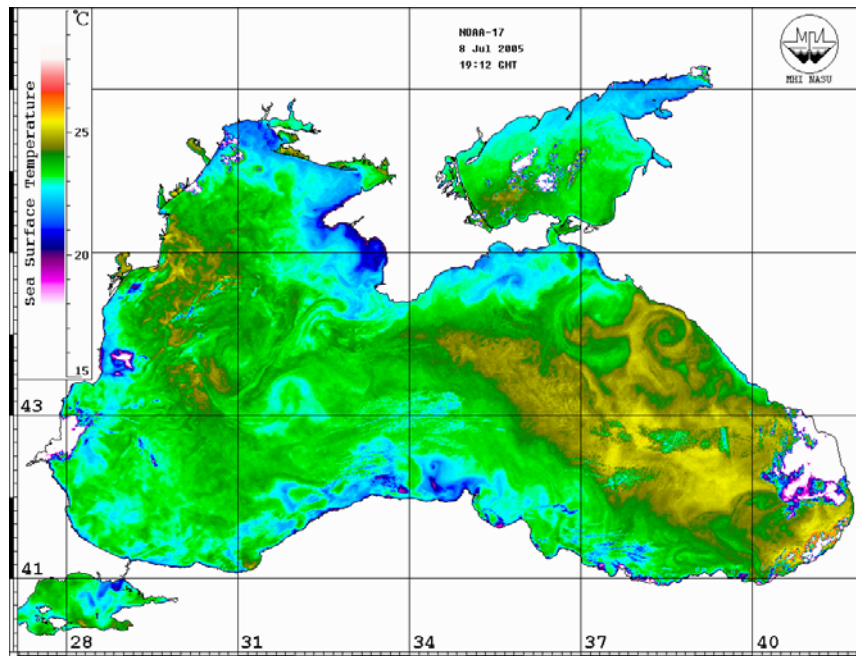 °C
NOAA-17
8 Jul 2005
19:12 GMT
МГИ
MHI NASU
Sea Surface Temperature
25
20
15
43
41
28 31 34 37 40